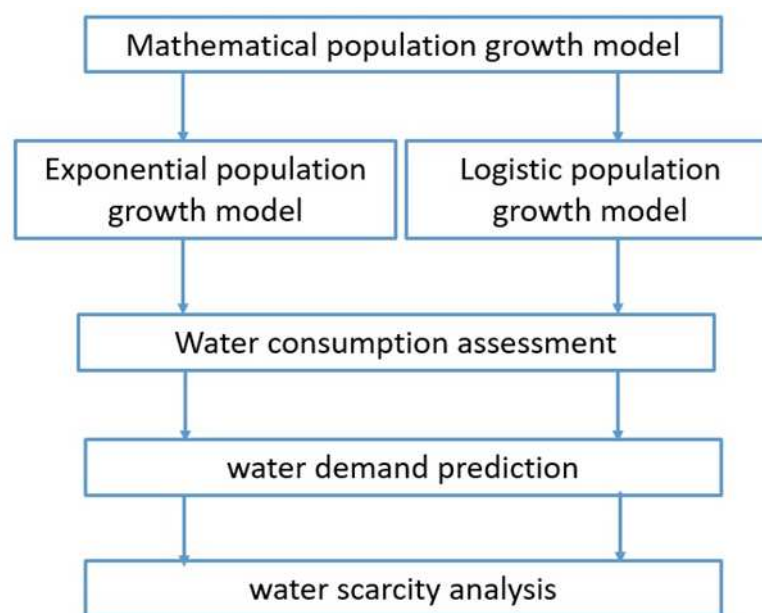 Mathematical population growth model
Exponential population
growth model
Logistic population
growth model
Water consumption assessment
water demand prediction
water scarcity analysis